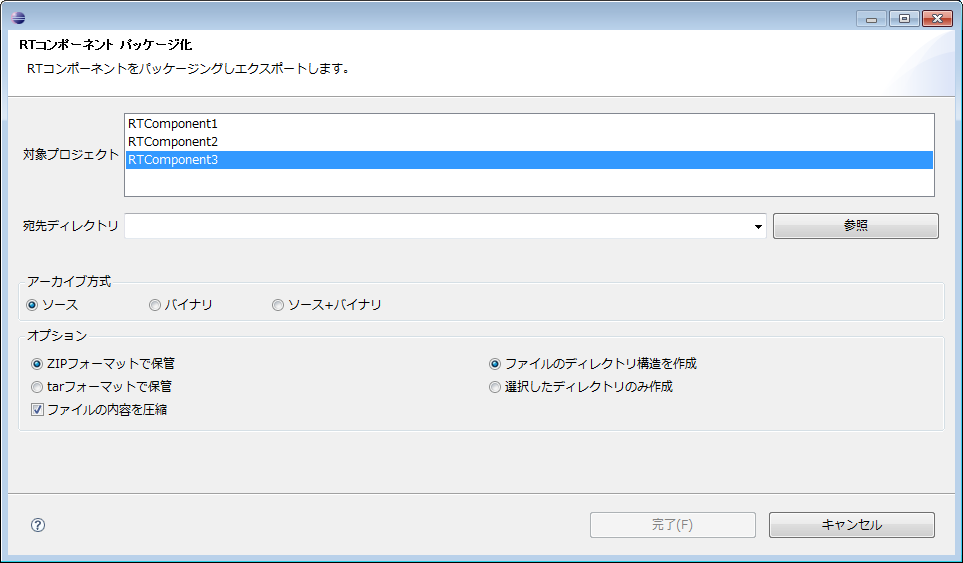 RTコンポーネント パッケージ化
RTコンポーネントをパッケージングしエクスポートします。
対象プロジェクト
RTComponent1
RTComponent2
RTComponent3
宛先ディレクトリ
参照
アーカイブ方式
ソース バイナリ ソース+バイナリ
オプション
ZIPフォーマットで保管 ファイルのディレクトリ構造を作成
tarフォーマットで保管 選択したディレクトリのみ作成
ファイルの内容を圧縮
?
完了(F) キャンセル